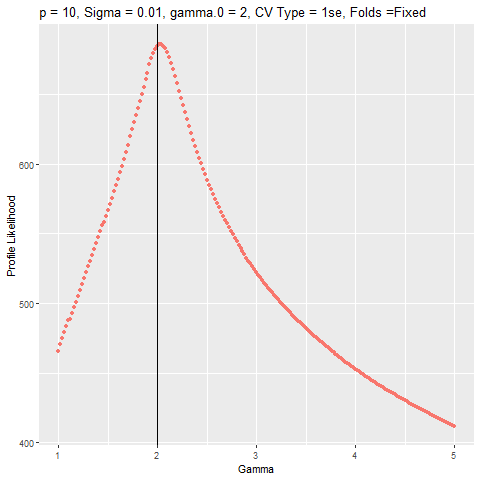 p = 10, Sigma = 0.01, gamma.0 = 2, CV Type = 1se, Folds =Fixed
Profile Likelihood
600
500
400
1 2 3 4 5
Gamma